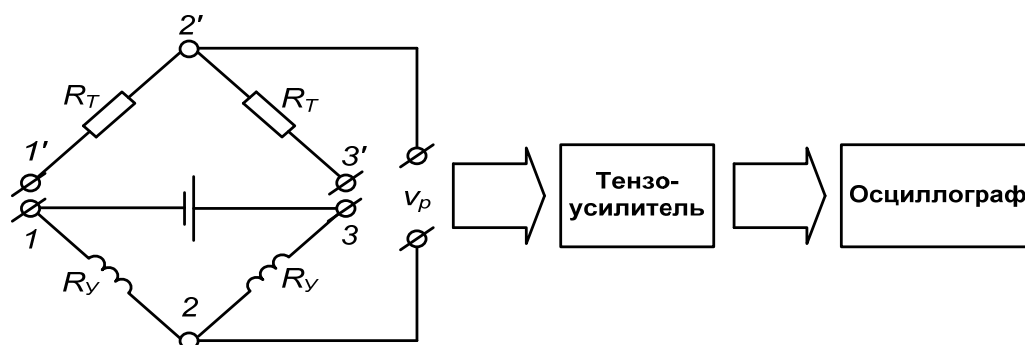 2′
R_T
R_T
1′
3′
1
3
v_p
R_У
R_У
2
Тензо-
усилитель
Осциллограф